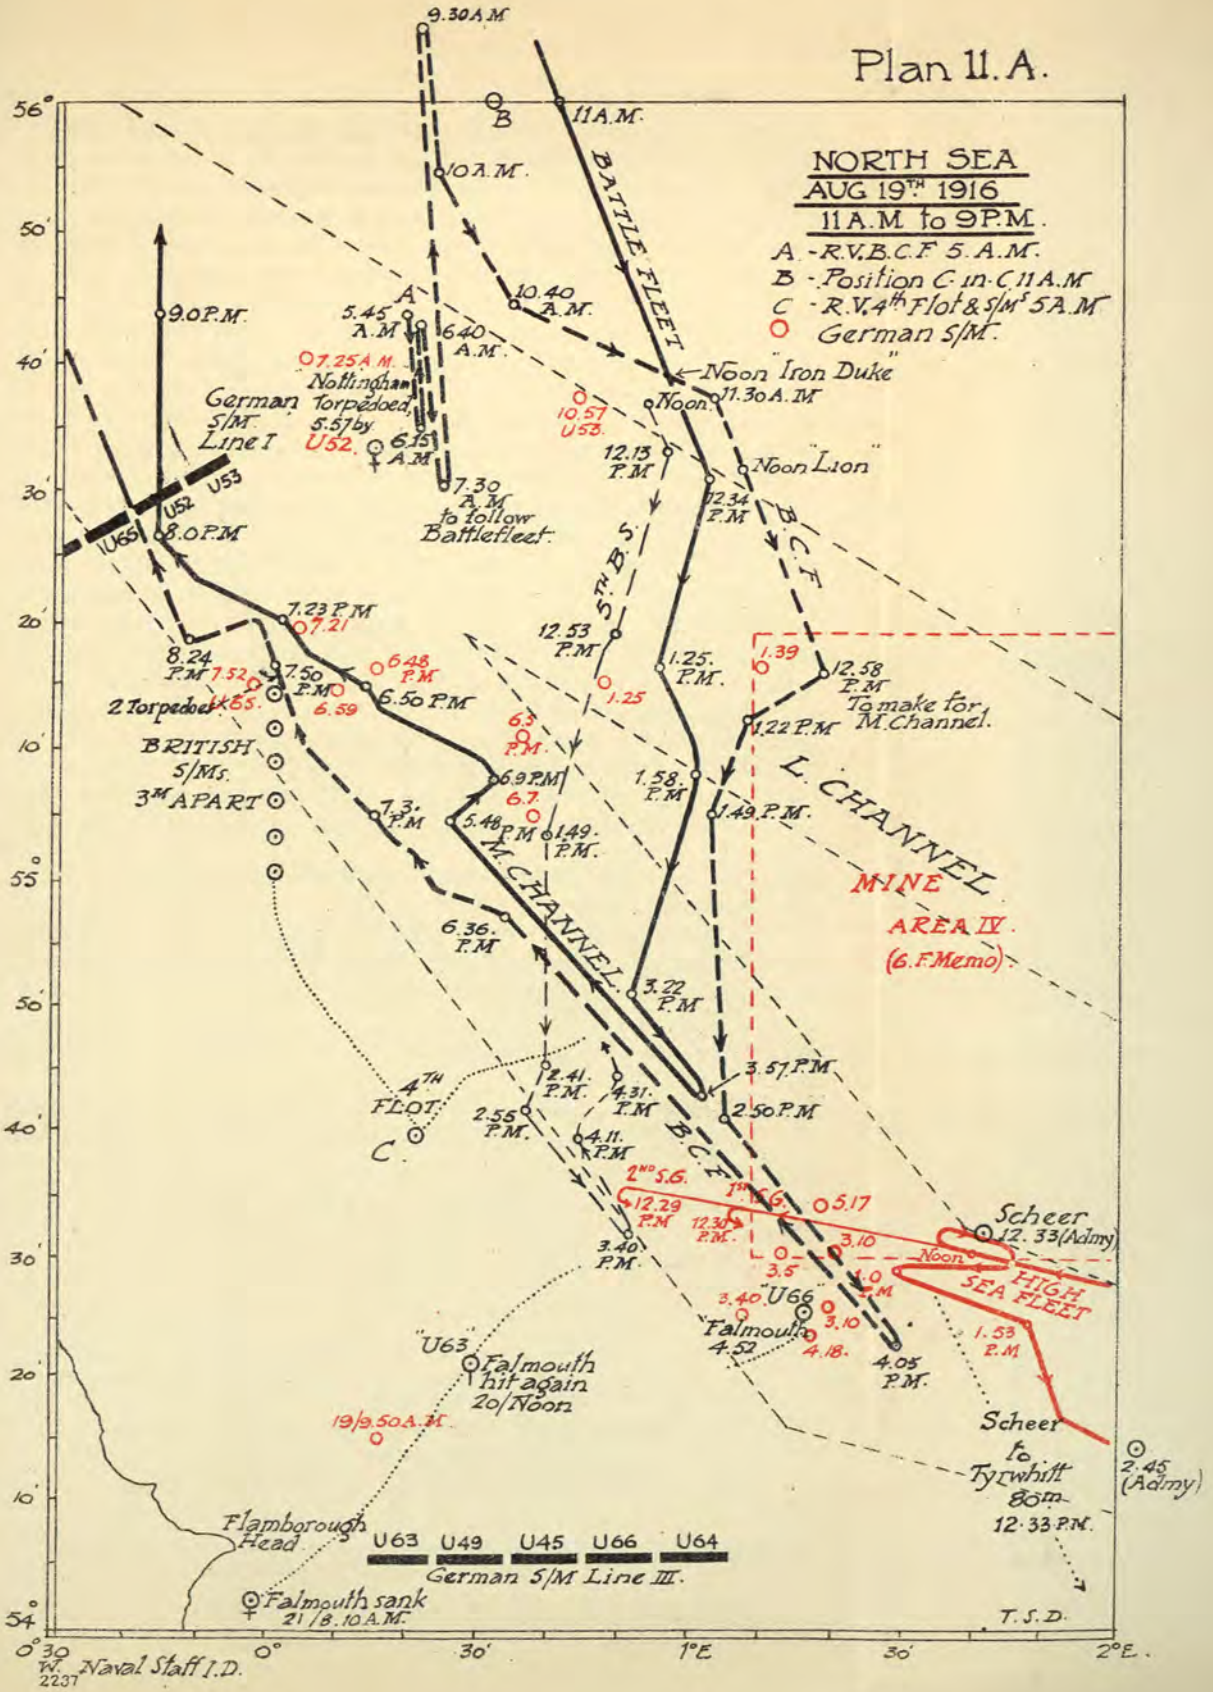 Plan 11.A.
NORTH SEA
AUG 19TH 1916
11 A.M to 9 P.M.
A - R.V.B.C.F 5. A.M.
B - Position C-in-C 11 A.M
C - R.V. 4th Flot & S/Ms 5 A.M
German S/M.
9.30 A M
56°
B
11 A.M.
10 A.M.
BATTLE FLEET
50'
9.0 P.M.
A
5.45
A.M
6.40
A.M.
10.40
A.M.
40'
7.25 A.M.
"Nottingham
Torpedoed
5.57 by
U52.
6.15
A.M
German
S/M
Line I
10.57
U53.
Noon "Iron Duke"
Noon
11.30 A.M
12.13
P.M
Noon "Lion"
12.34
P.M
30'
U53
U52
U65
8.0 P.M
7.30
A.M
to follow
Battlefleet.
B.C.F
5TH B.S.
20'
7.23 P.M
7.21
12.53
P.M
8.24
P.M
7.52
7.50
P.M
6.48
P.M
6.50 P.M
6.59
1.25.
P.M.
1.25
1.39
12.58
P.M
To make for
M. Channel.
1.22 P.M
2 Torpedoes
U65.
BRITISH
S/Ms.
3M APART
10'
6.5
P.M.
6.9 P.M
6.7.
P.M
1.58.
P.M
1.49. P.M.
L. CHANNEL
7.3.
P.M
5.48
1.49.
P.M.
55°
M. CHANNEL.
MINE
AREA IV.
(G.F. Memo).
6.36.
P.M
50'
3.22
P.M
4TH
FLOT.
2.41.
P.M.
4.31.
P.M
3.57 P.M
2.50 P.M
2.55
P.M.
40'
C.
4.11.
P.M
B.C.F
2ND S.G.
1ST S.G.
5.17
12.29
P.M
12.30
P.M.
Scheer
12.33 (Admy)
3.40.
P.M
30'
3.5
3.10
Noon
HIGH
SEA FLEET
1.0
P.M
3.40.
"U66"
Falmouth
4.52
3.10
4.18.
1.53
P.M
4.05
P.M.
"U63"
Falmouth
hit again
20/Noon
20'
19/9.50 A.M.
Scheer
to
Tyrwhitt
80m
12.33 P.M.
2.45
(Admy)
10'
Flamborough
Head
U63 U49 U45 U66 U64
German S/M Line III.
Falmouth sank
21/8.10 A.M.
54°
T.S.D.
0°30 0° 30' 1°E 30' 2°E.
W.
2237
Naval Staff I.D.